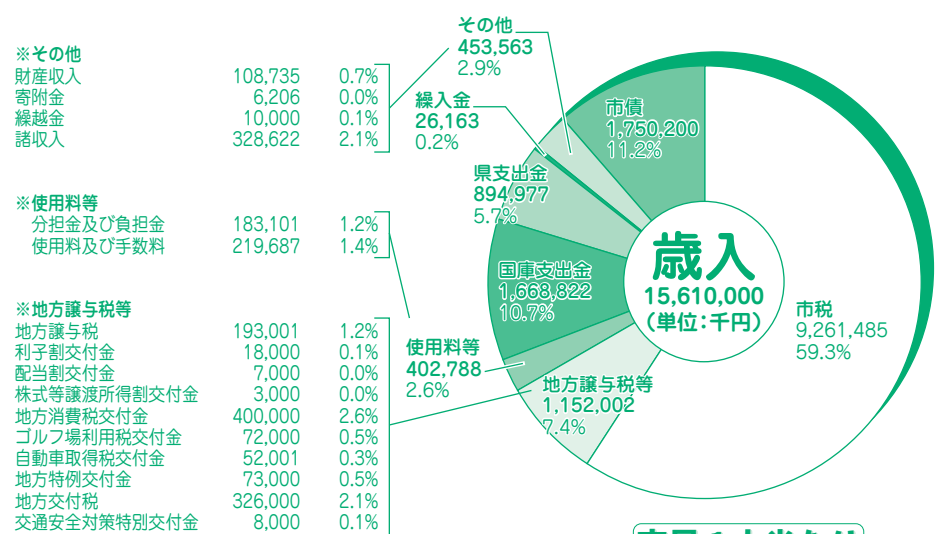 ※その他
財産収入 108,735 0.7%
寄附金 6,206 0.0%
繰越金 10,000 0.1%
諸収入 328,622 2.1%
※使用料等
分担金及び負担金 183,101 1.2%
使用料及び手数料 219,687 1.4%
※地方譲与税等
地方譲与税 193,001 1.2%
利子割交付金 18,000 0.1%
配当割交付金 7,000 0.0%
株式等譲渡所得割交付金 3,000 0.0%
地方消費税交付金 400,000 2.6%
ゴルフ場利用税交付金 72,000 0.5%
自動車取得税交付金 52,001 0.3%
地方特例交付金 73,000 0.5%
地方交付税 326,000 2.1%
交通安全対策特別交付金 8,000 0.1%
その他
453,563
2.9%
繰入金
26,163
0.2%
県支出金
894,977
5.7%
国庫支出金
1,668,822
10.7%
使用料等
402,788
2.6%
地方譲与税等
1,152,002
7.4%
市債
1,750,200
11.2%
歳入
15,610,000
（単位：千円）
市税
9,261,485
59.3%